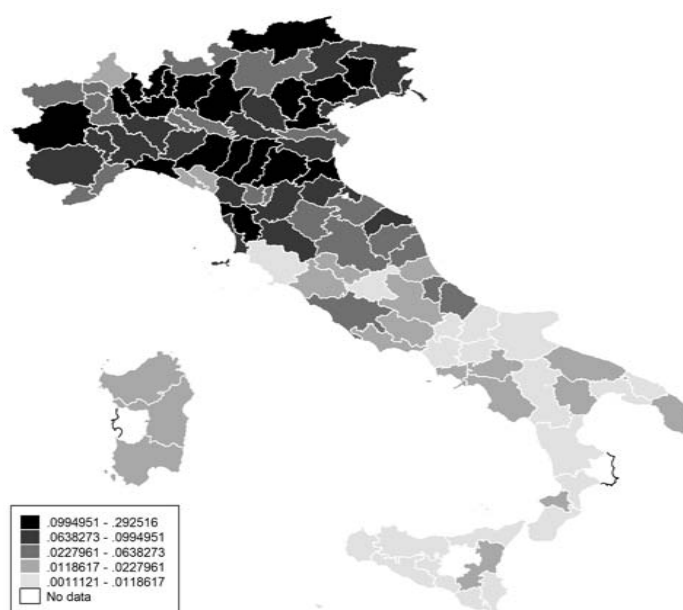 .0994951 - .292516
.0638273 - .0994951
.0227961 - .0638273
.0118617 - .0227961
.0011121 - .0118617
No data